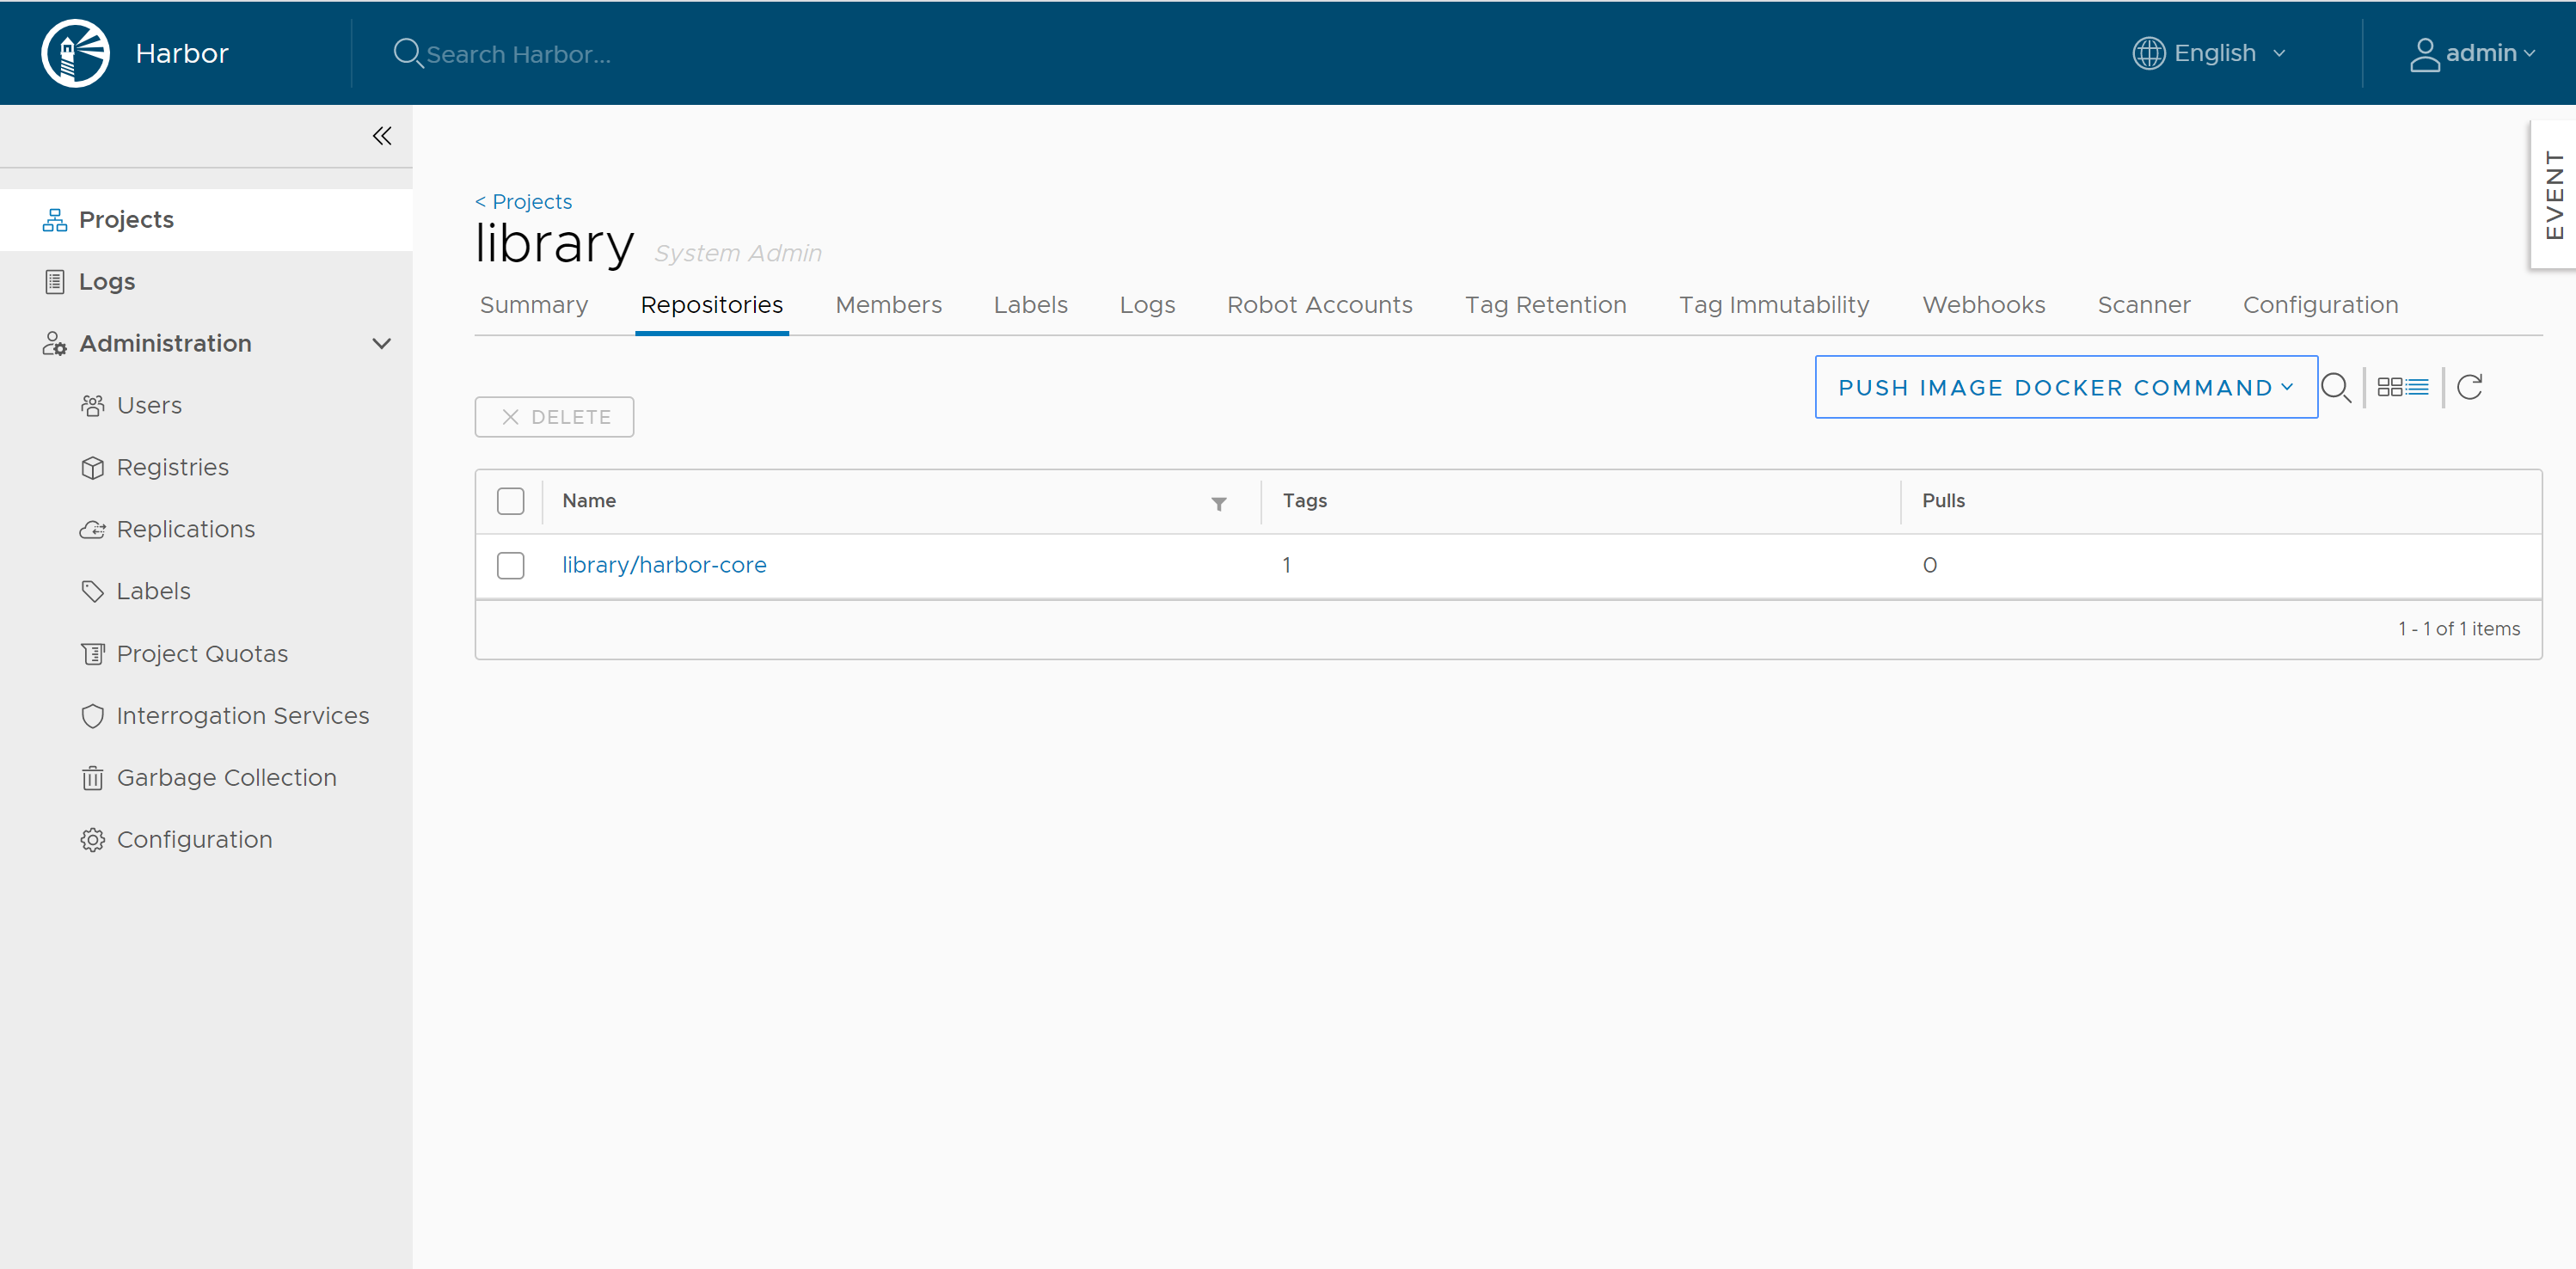 Harbor
Search Harbor...
English
admin
EVENT
Projects
Logs
Administration
Users
Registries
Replications
Labels
Project Quotas
Interrogation Services
Garbage Collection
Configuration
< Projects
library System Admin
Summary Repositories Members Labels Logs Robot Accounts Tag Retention Tag Immutability Webhooks Scanner Configuration
PUSH IMAGE DOCKER COMMAND
DELETE
Name Tags Pulls
library/harbor-core 1 0
1 - 1 of 1 items